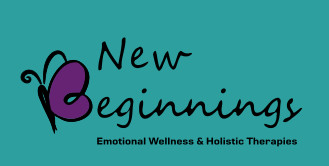 New
Beginnings
Emotional Wellness & Holistic Therapies